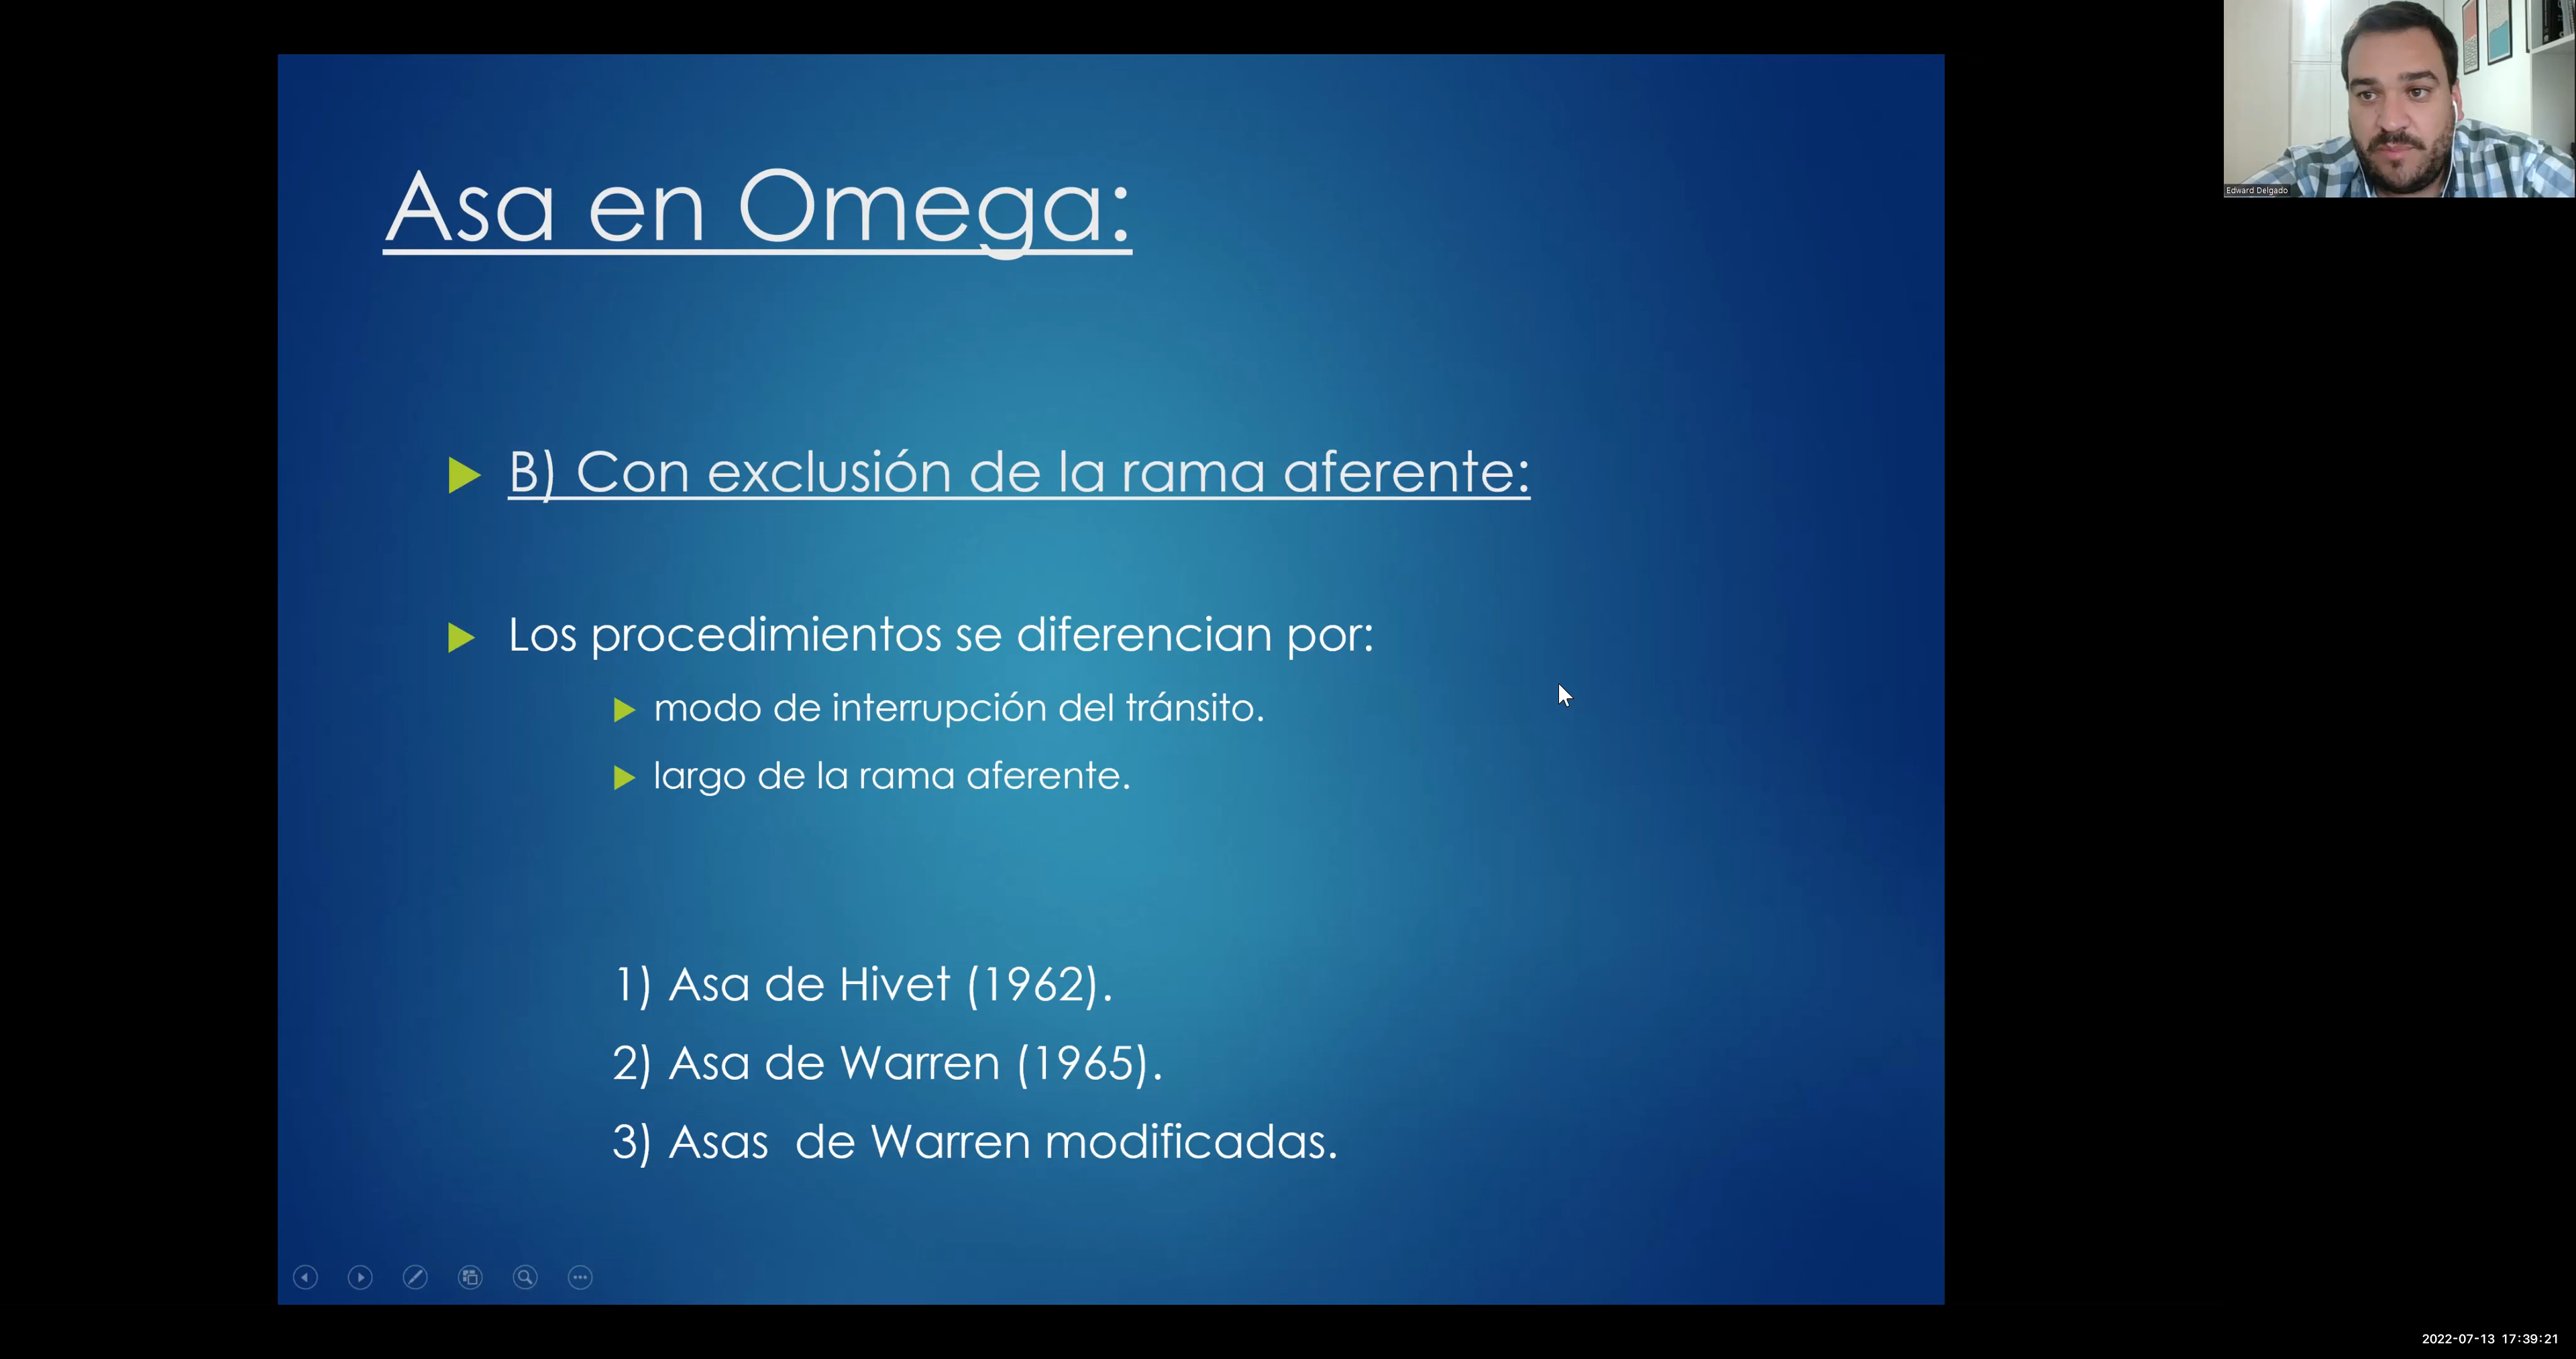 Asa en Omega:
B) Con exclusión de la rama aferente:
Los procedimientos se diferencian por:
modo de interrupción del tránsito.
largo de la rama aferente.
1) Asa de Hivet (1962).
2) Asa de Warren (1965).
3) Asas  de Warren modificadas.
Edward Delgado
2022-07-13 17:39:21